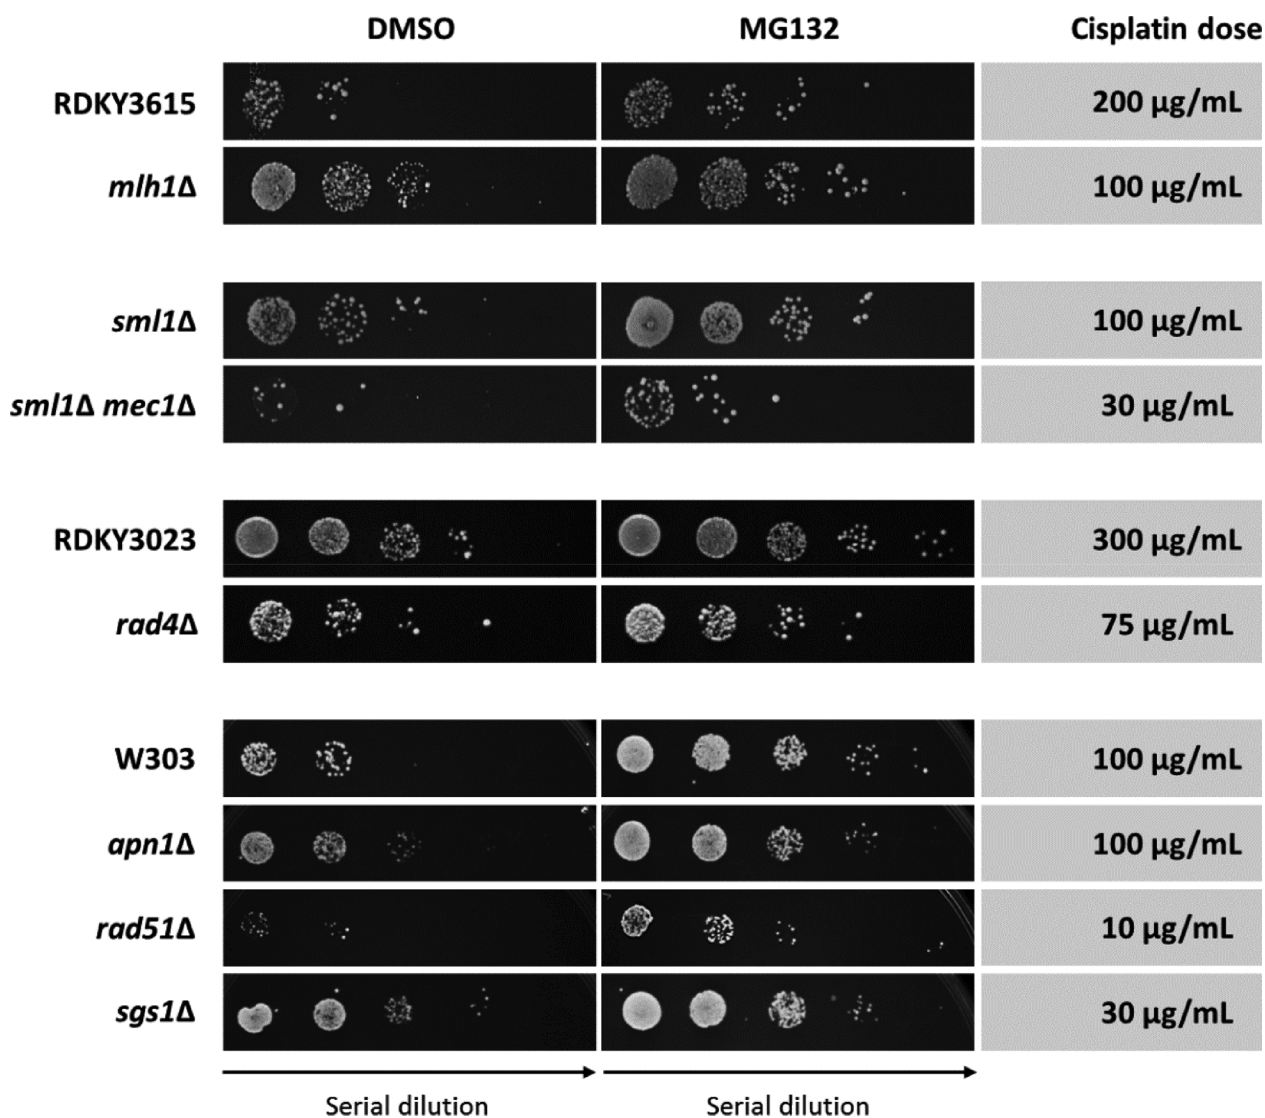 DMSO MG132 Cisplatin dose
RDKY3615 200 µg/mL
mlh1Δ 100 µg/mL
sml1Δ 100 µg/mL
sml1Δ mec1Δ 30 µg/mL
RDKY3023 300 µg/mL
rad4Δ 75 µg/mL
W303 100 µg/mL
apn1Δ 100 µg/mL
rad51Δ 10 µg/mL
sgs1Δ 30 µg/mL
Serial dilution Serial dilution